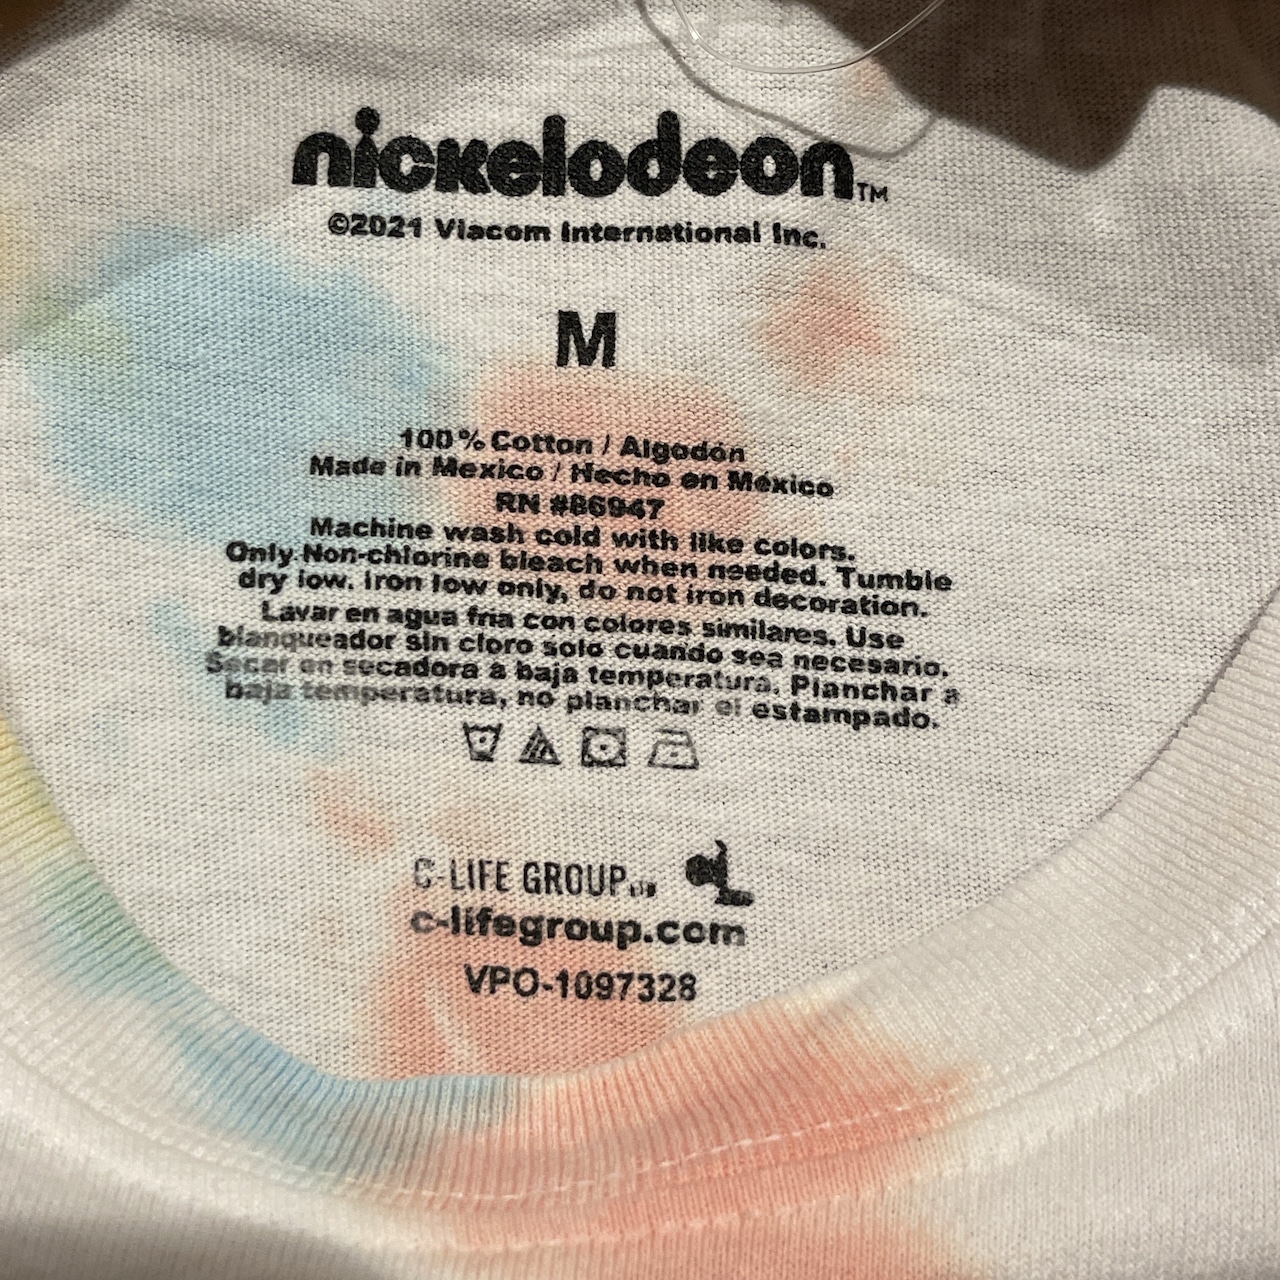 nickelodeon™
©2021 Viacom International Inc.
M
100% Cotton / Algodón
Made in Mexico / Hecho en México
RN #86947
Machine wash cold with like colors.
Only Non-chlorine bleach when needed. Tumble
dry low. Iron low only, do not iron decoration.
Lavar en agua fria con colores similares. Use
blanqueador sin cloro solo cuando sea necesario.
Secar en secadora a baja temperatura. Planchar a
baja temperatura, no planchar el estampado.
C-LIFE GROUP LTD
c-lifegroup.com
VPO-1097328